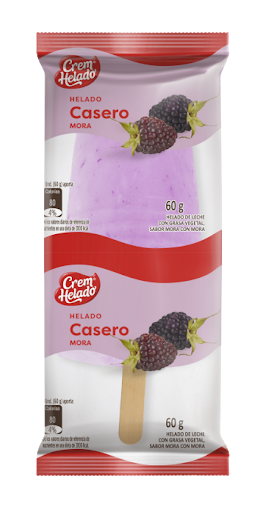 Crem
Helado
HELADO
Casero
MORA
Calorías
80
4%
60 g
HELADO DE LECHE
CON GRASA VEGETAL,
SABOR MORA CON MORA
Crem
Helado
HELADO
Casero
MORA
Calorías
80
4%
60 g
HELADO DE LECHE
CON GRASA VEGETAL,
SABOR MORA CON MORA